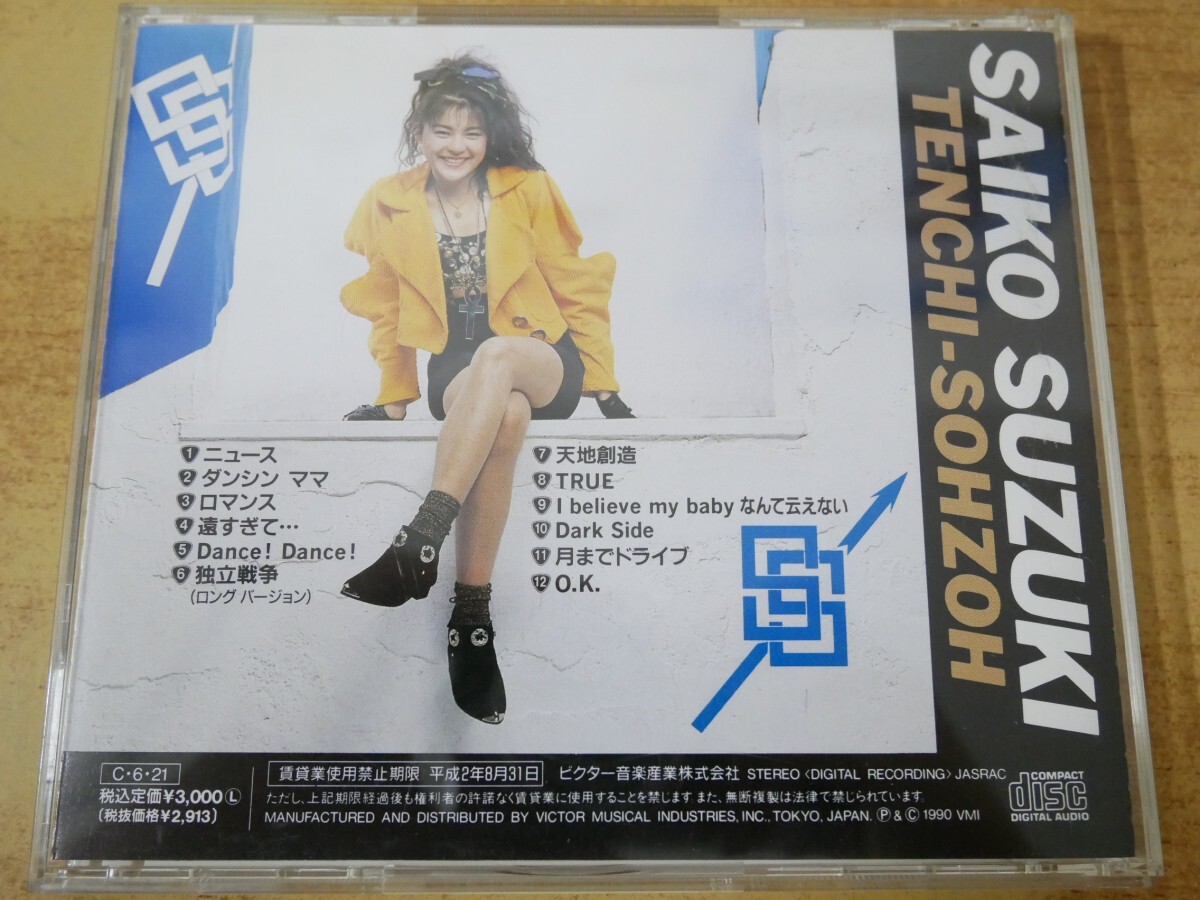 SAIKO SUZUKI
TENCHI-SOHZOH
1 ニュース
2 ダンシン ママ
3 ロマンス
4 遠すぎて…
5 Dance! Dance!
6 独立戦争
(ロング バージョン)
7 天地創造
8 TRUE
9 I believe my baby なんて云えない
10 Dark Side
11 月までドライブ
12 O.K.
C・6・21
税込定価¥3,000 Ⓛ
(税抜価格¥2,913)
賃貸業使用禁止期限 平成2年8月31日 ビクター音楽産業株式会社 STEREO〈DIGITAL RECORDING〉JASRAC
ただし、上記期限経過後も権利者の許諾なく賃貸業に使用することを禁じます。また、無断複製は法律で禁じられています。
MANUFACTURED AND DISTRIBUTED BY VICTOR MUSICAL INDUSTRIES, INC., TOKYO, JAPAN. Ⓟ & Ⓒ 1990 VMI
COMPACT
disc
DIGITAL AUDIO